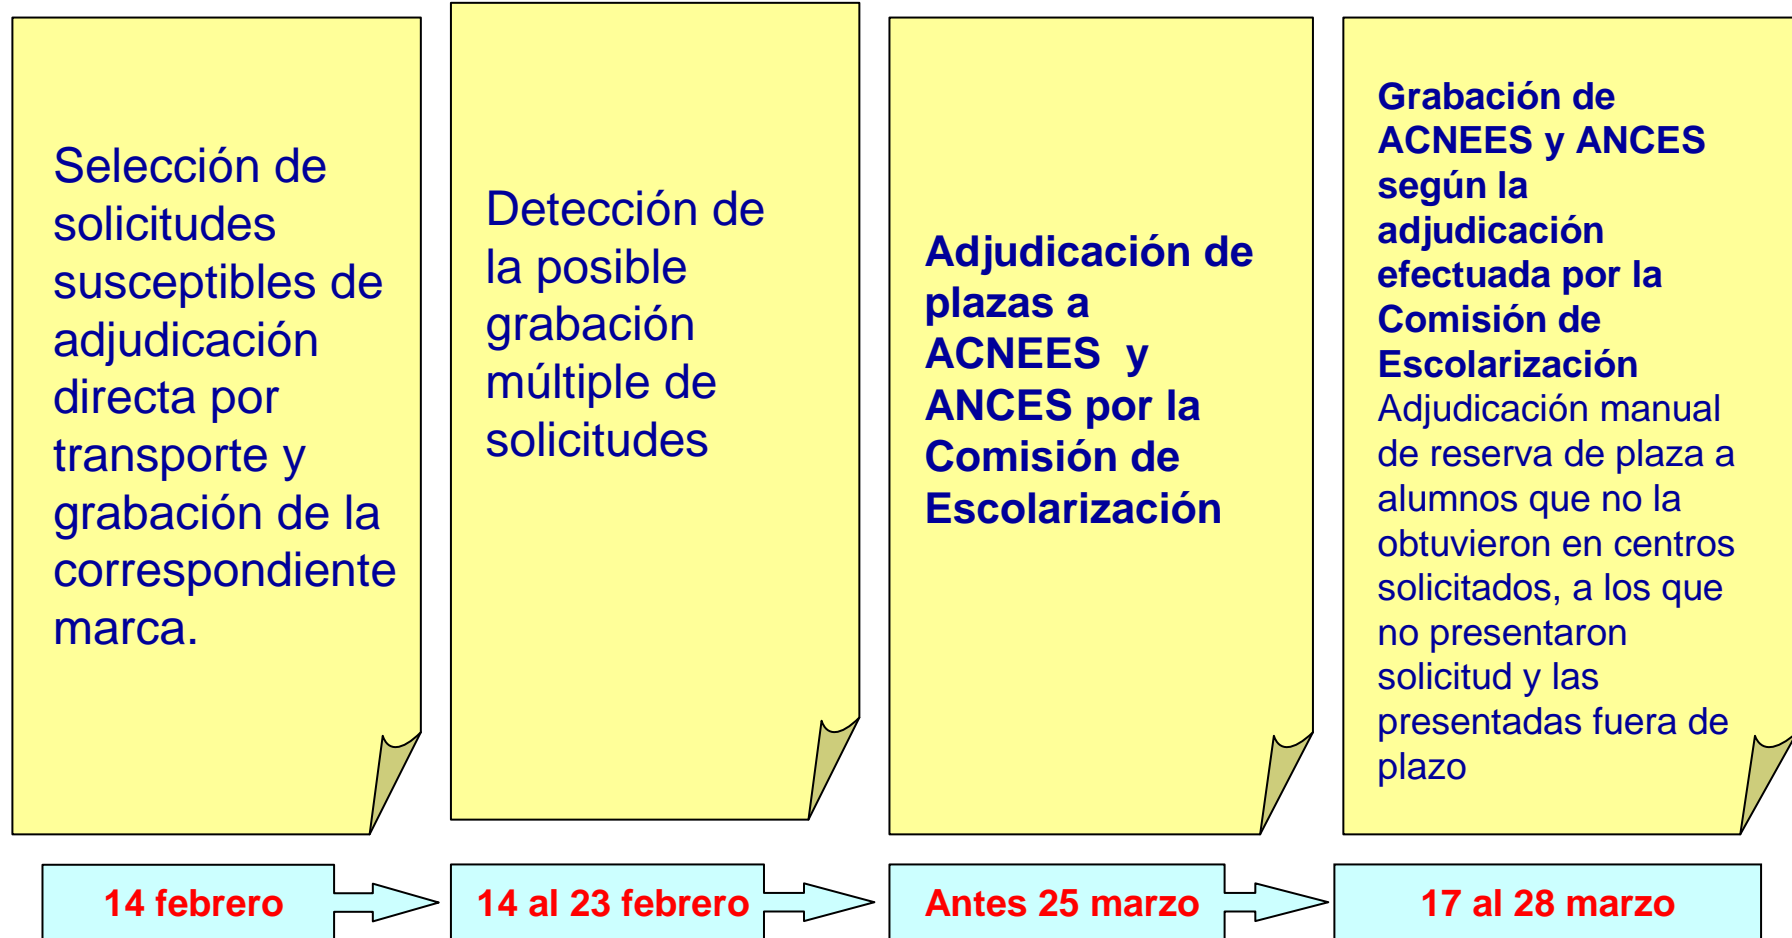 Selección de
solicitudes
susceptibles de
adjudicación
directa por
transporte y
grabación de la
correspondiente
marca.
Detección de
la posible
grabación
múltiple de
solicitudes
Adjudicación de
plazas a
ACNEES y
ANCES por la
Comisión de
Escolarización
Grabación de
ACNEES y ANCES
según la
adjudicación
efectuada por la
Comisión de
Escolarización
Adjudicación manual
de reserva de plaza a
alumnos que no la
obtuvieron en centros
solicitados, a los que
no presentaron
solicitud y las
presentadas fuera de
plazo
14 febrero
14 al 23 febrero
Antes 25 marzo
17 al 28 marzo